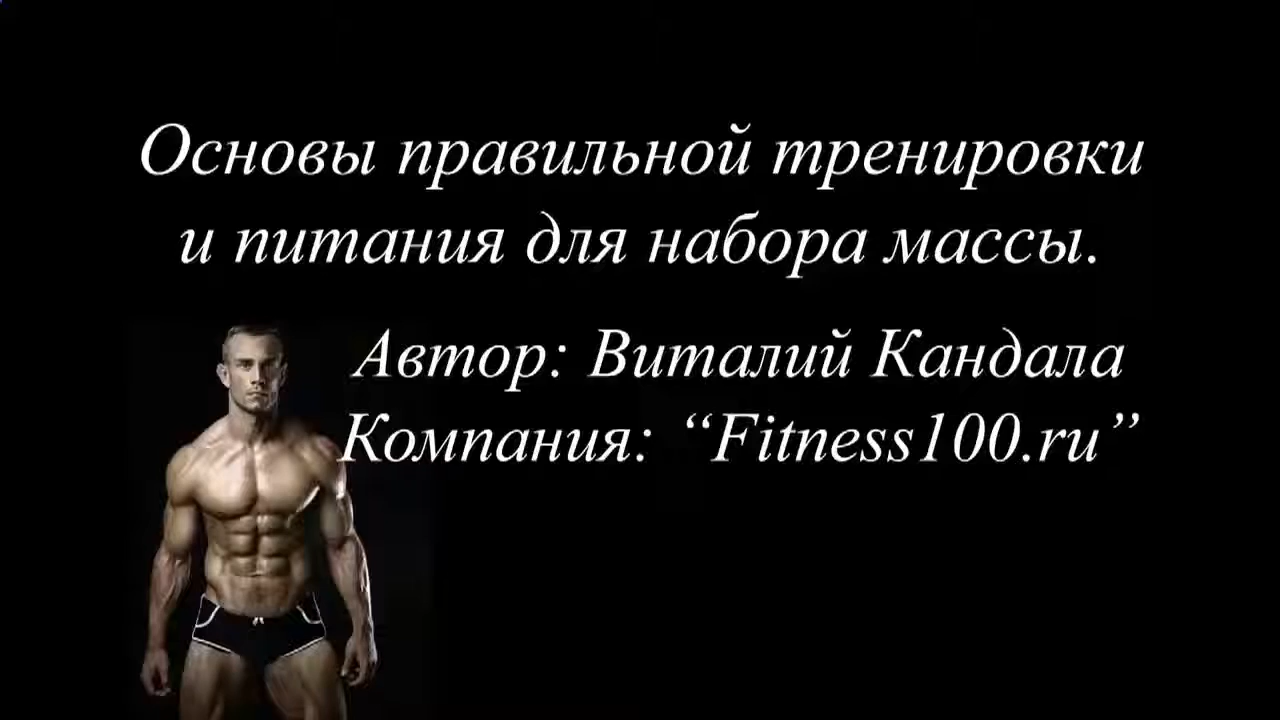 Основы правильной тренировки
и питания для набора массы.
Автор: Виталий Кандала
Компания: “Fitness100.ru”